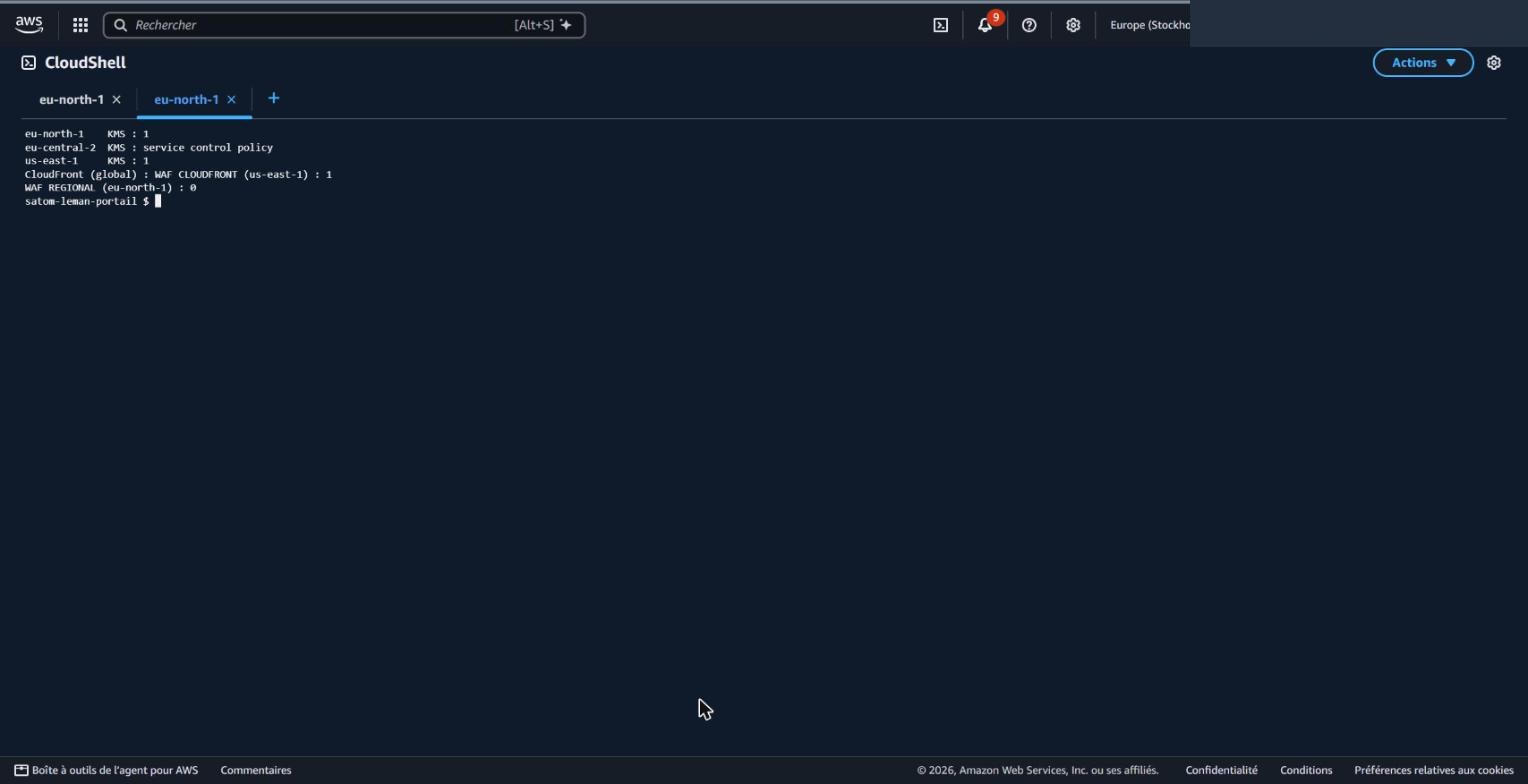 aws
Rechercher [Alt+S]
9
Europe (Stockho
CloudShell
Actions
eu-north-1
eu-north-1
eu-north-1    KMS : 1
eu-central-2  KMS : service control policy
us-east-1     KMS : 1
CloudFront (global) : WAF CLOUDFRONT (us-east-1) : 1
WAF REGIONAL (eu-north-1) : 0
satom-leman-portail $
Boîte à outils de l'agent pour AWS Commentaires © 2026, Amazon Web Services, Inc. ou ses affiliés. Confidentialité Conditions Préférences relatives aux cookies